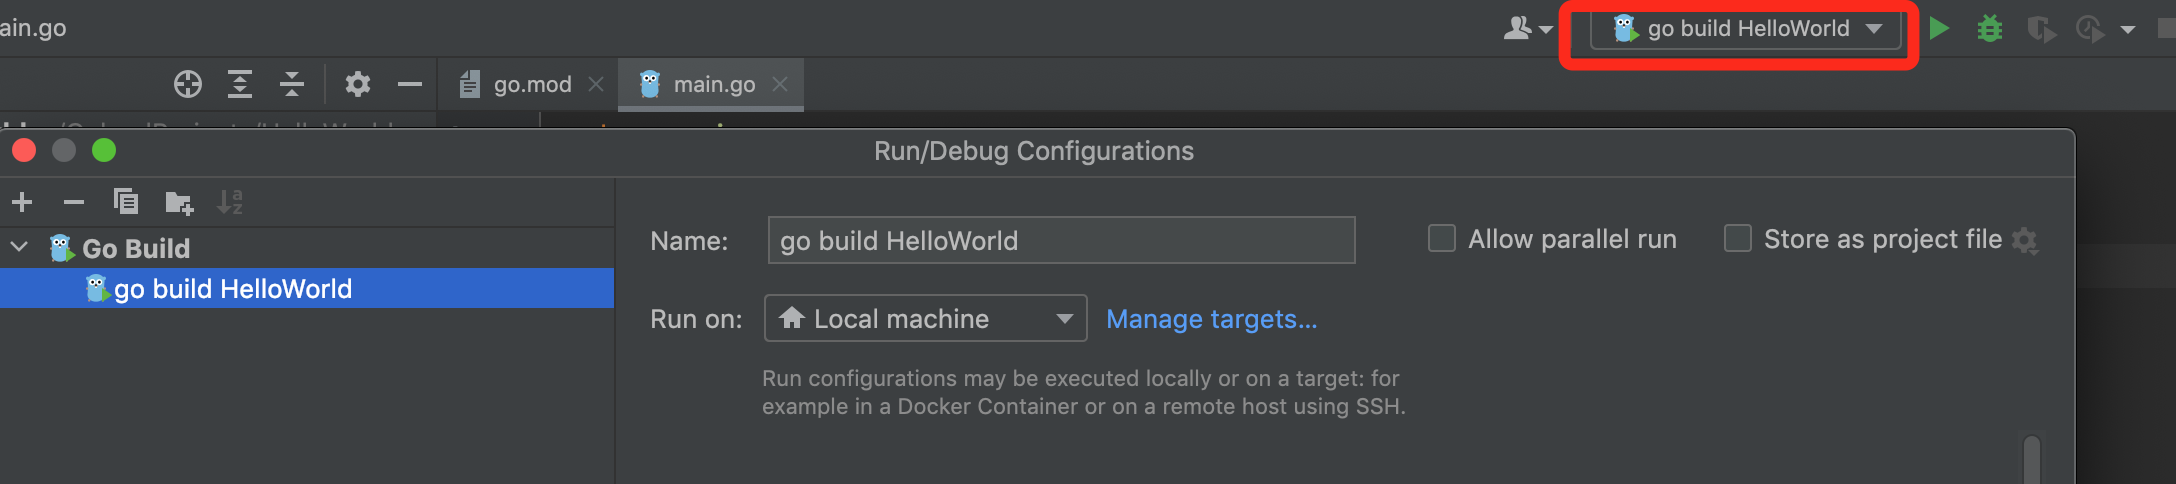 ain.go
go build HelloWorld
go.mod
main.go
Run/Debug Configurations
Go Build
go build HelloWorld
Name:
go build HelloWorld
Allow parallel run
Store as project file
Run on:
Local machine
Manage targets...
Run configurations may be executed locally or on a target: for
example in a Docker Container or on a remote host using SSH.